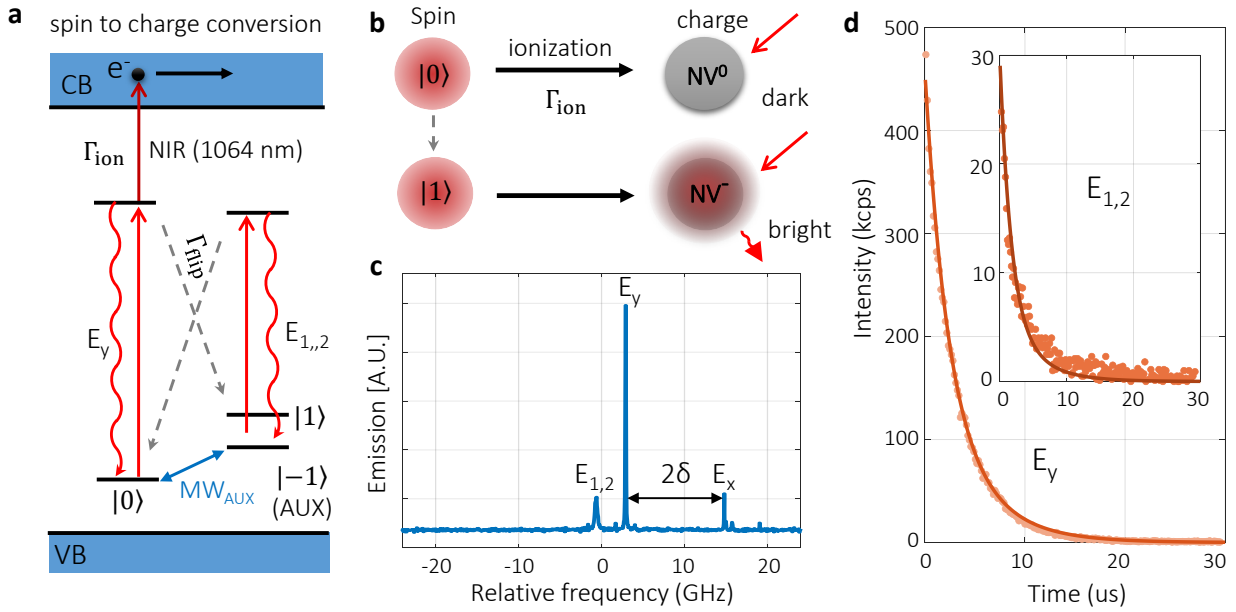 a
spin to charge conversion
e-
CB
Γion
NIR (1064 nm)
Γflip
Ey
E1,,2
|1⟩
|−1⟩
(AUX)
|0⟩
MWAUX
VB
b
Spin
charge
|0⟩
ionization
Γion
NV0
dark
|1⟩
NV-
bright
c
Ey
E1,2
2δ
Ex
Emission [A.U.]
-20
-10
0
10
20
Relative frequency (GHz)
d
500
400
300
200
100
0
Intensity (kcps)
30
20
10
0
E1,2
0
10
20
30
Ey
0
10
20
30
Time (us)